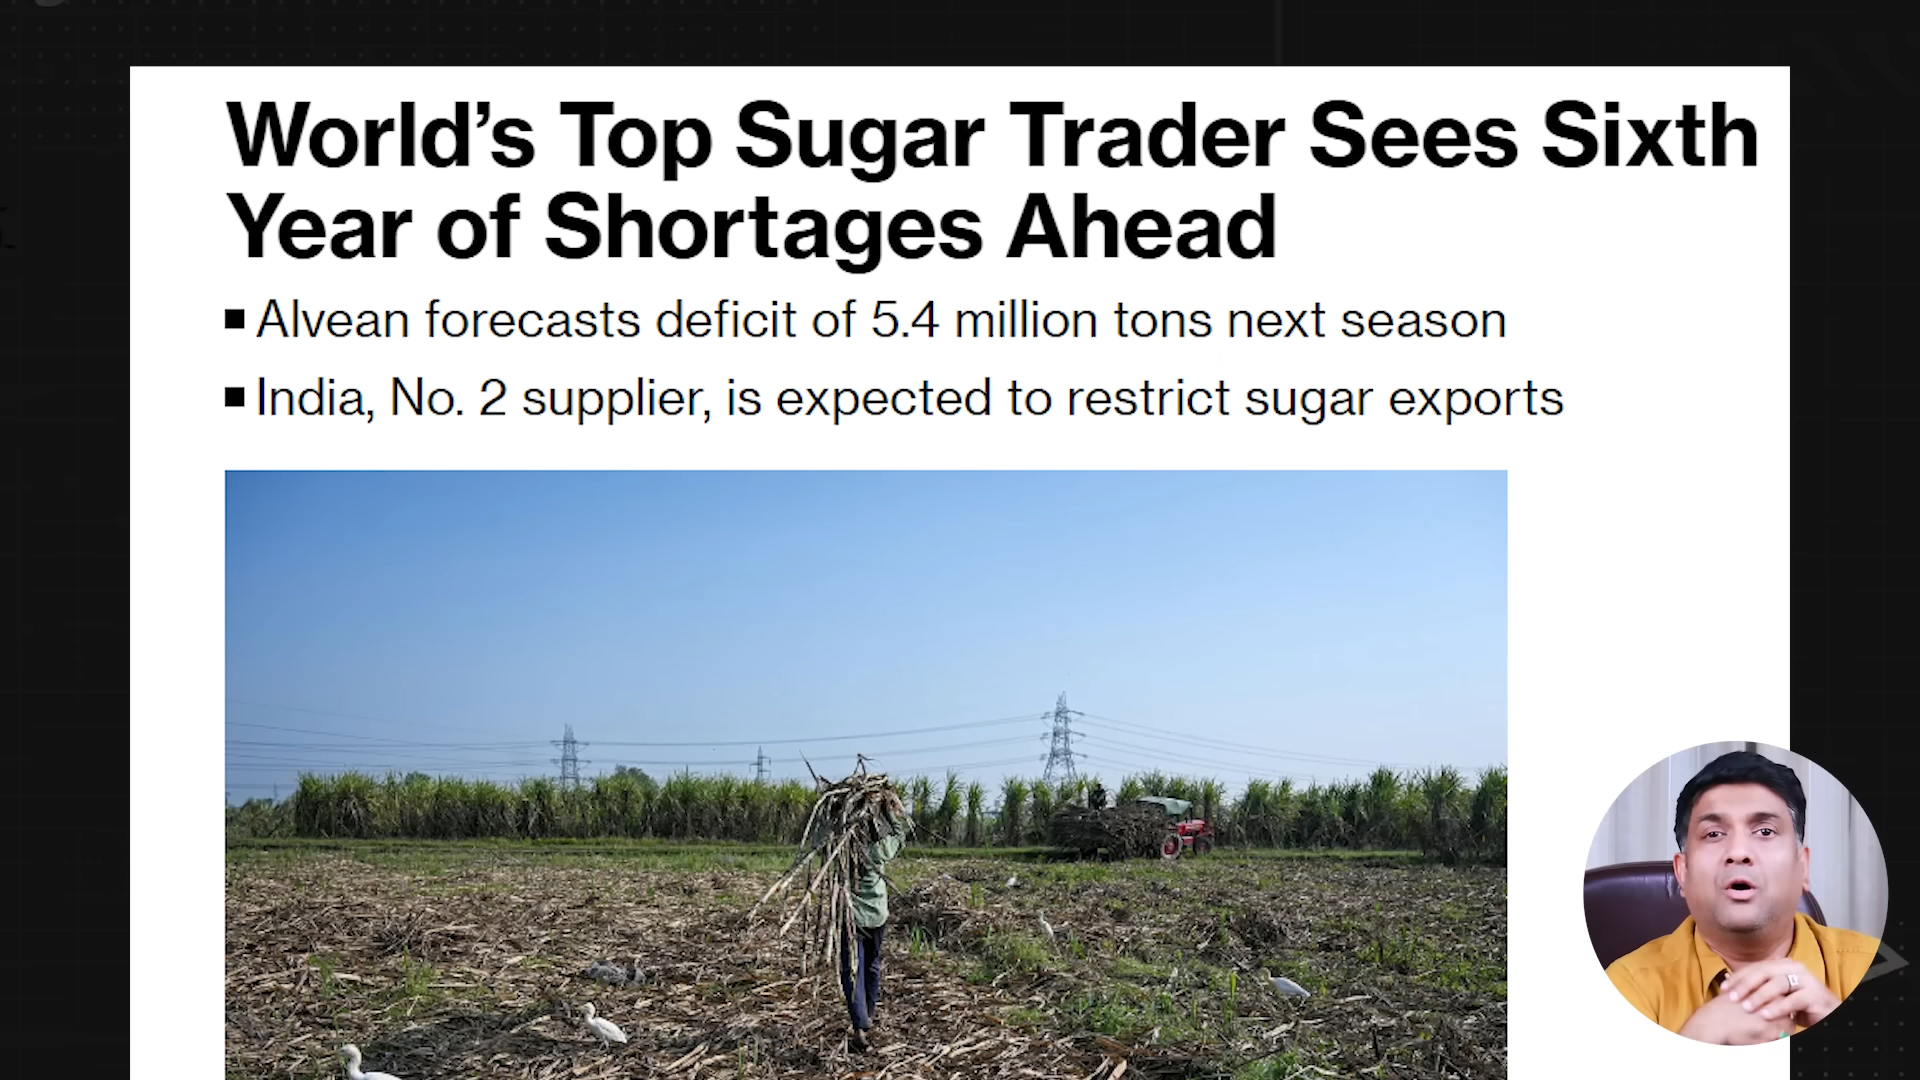 World’s Top Sugar Trader Sees Sixth
Year of Shortages Ahead
Alvean forecasts deficit of 5.4 million tons next season
India, No. 2 supplier, is expected to restrict sugar exports